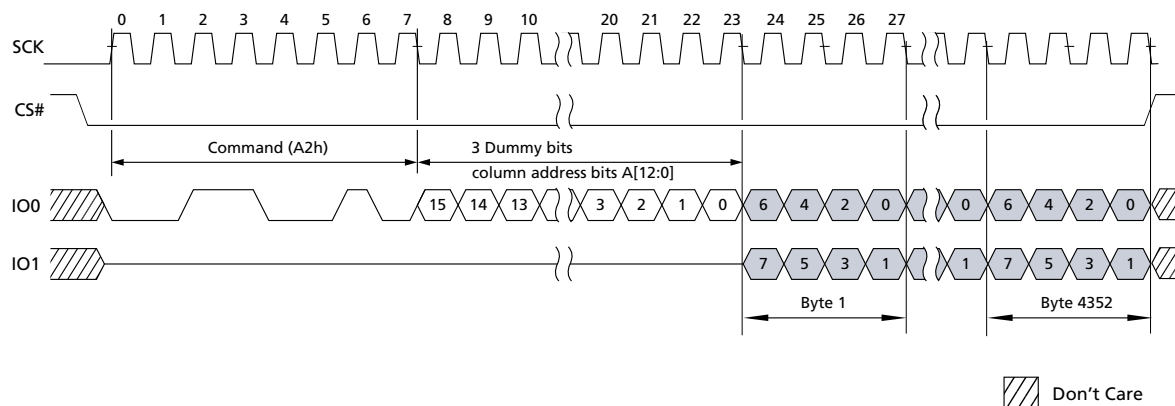 0 1 2 3 4 5 6 7 8 9 10 20 21 22 23 24 25 26 27
SCK
CS#
Command (A2h) 3 Dummy bits
column address bits A[12:0]
IO0 15 14 13 3 2 1 0 6 4 2 0 0 6 4 2 0
IO1 7 5 3 1 1 7 5 3 1
Byte 1 Byte 4352
Don't Care